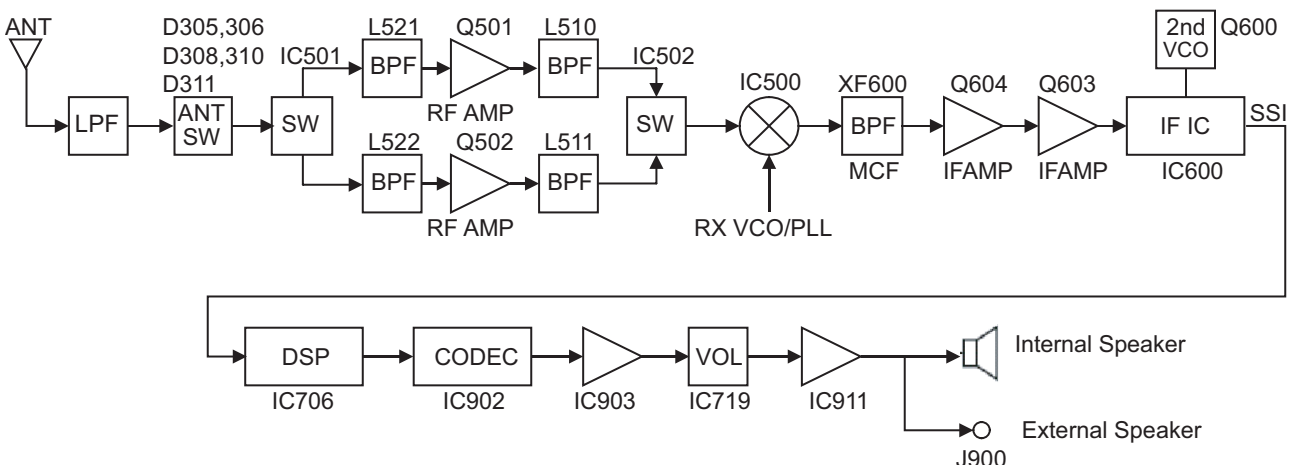 ANT
D305,306
D308,310
D311
L521
Q501
L510
IC501
IC502
2nd
VCO
Q600
BPF
BPF
RF AMP
IC500
XF600
Q604
Q603
LPF
ANT
SW
SW
SW
BPF
IF IC
SSI
L522
Q502
L511
MCF
IFAMP
IFAMP
IC600
BPF
BPF
RF AMP
RX VCO/PLL
DSP
CODEC
VOL
Internal Speaker
IC706
IC902
IC903
IC719
IC911
External Speaker
J900